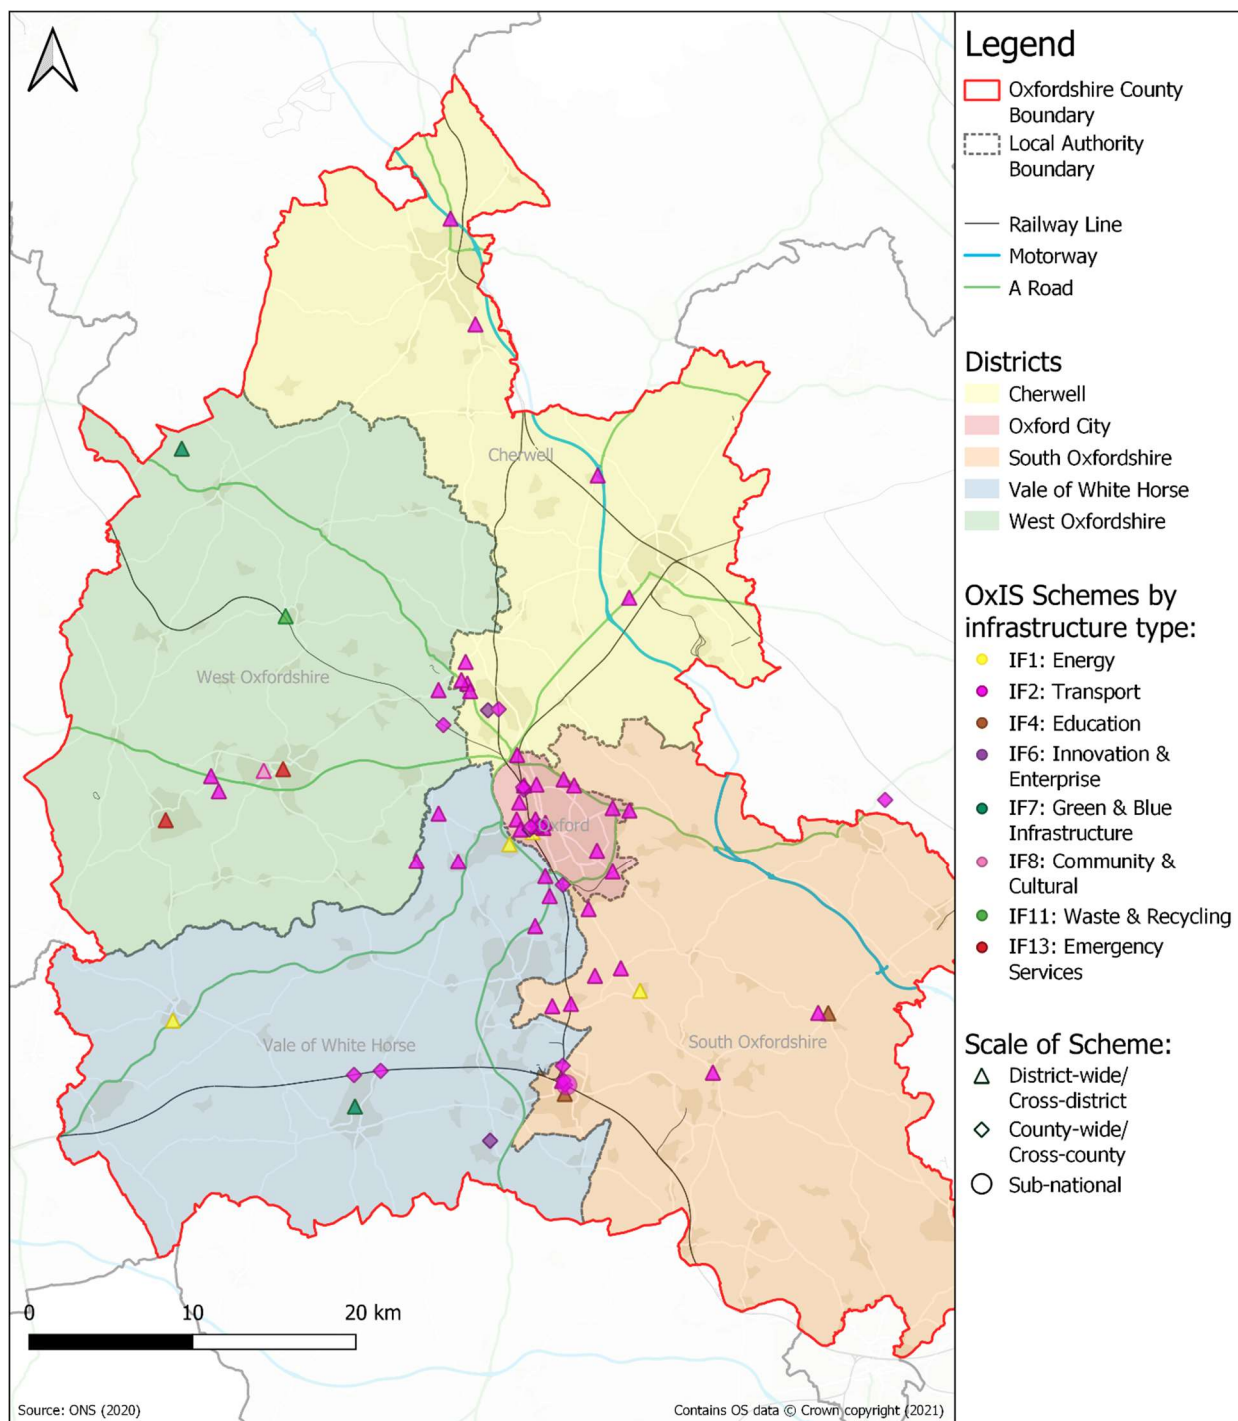 Legend
Oxfordshire County
Boundary
Local Authority
Boundary
Railway Line
Motorway
A Road
Districts
Cherwell
Oxford City
South Oxfordshire
Vale of White Horse
West Oxfordshire
OxIS Schemes by
infrastructure type:
IF1: Energy
IF2: Transport
IF4: Education
IF6: Innovation &
Enterprise
IF7: Green & Blue
Infrastructure
IF8: Community &
Cultural
IF11: Waste & Recycling
IF13: Emergency
Services
Scale of Scheme:
District-wide/
Cross-district
County-wide/
Cross-county
Sub-national
Cherwell
West Oxfordshire
Oxford
Vale of White Horse
South Oxfordshire
0 10 20 km
Source: ONS (2020)
Contains OS data © Crown copyright (2021)